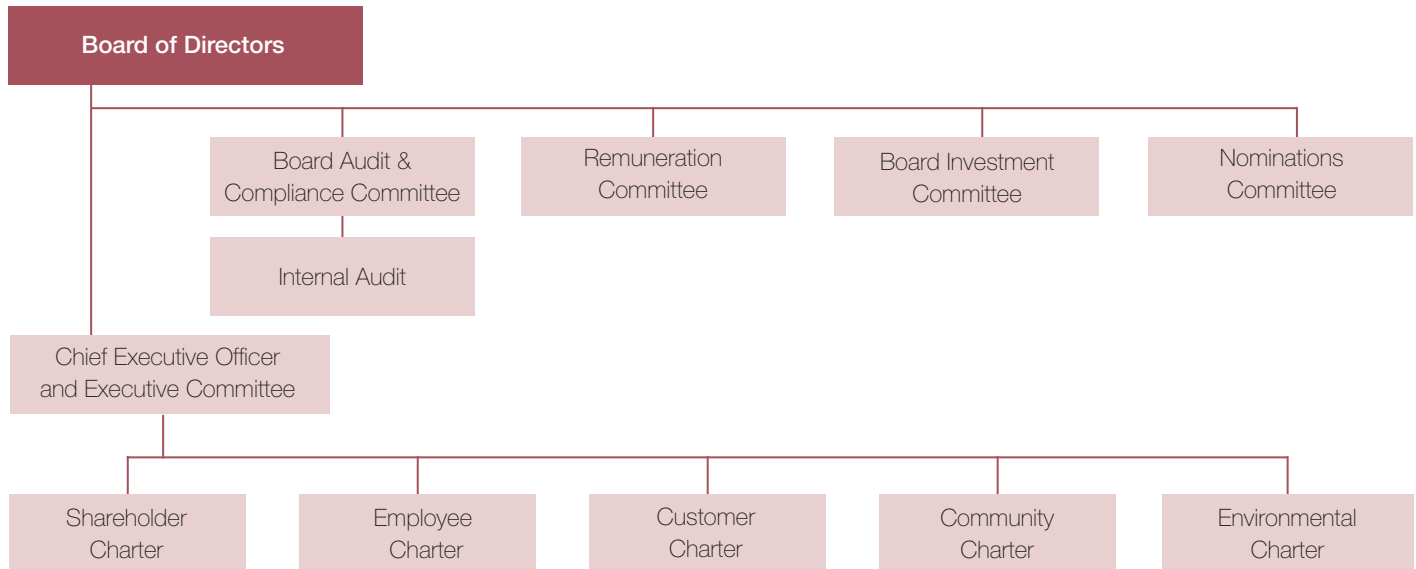 Board of Directors
Board Audit &
Compliance Committee
Remuneration
Committee
Board Investment
Committee
Nominations
Committee
Internal Audit
Chief Executive Officer
and Executive Committee
Shareholder
Charter
Employee
Charter
Customer
Charter
Community
Charter
Environmental
Charter